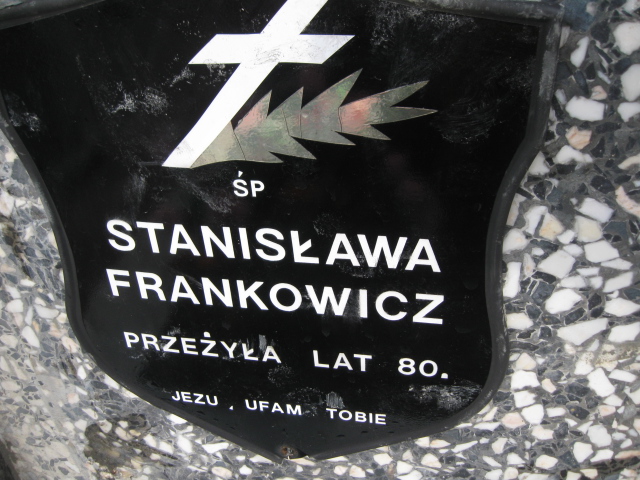 ŚP
STANISŁAWA
FRANKOWICZ
PRZEŻYŁA LAT 80.
JEZU , UFAM TOBIE